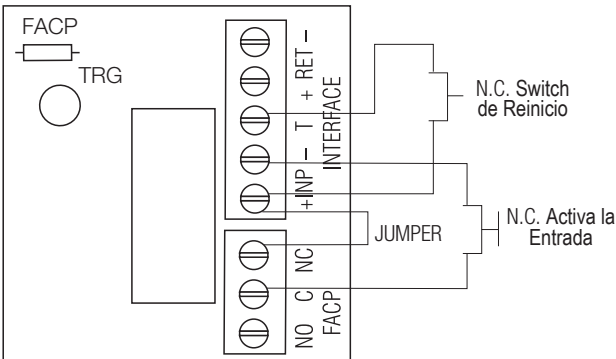 FACP
TRG
+INP – T + RET –
INTERFACE
NO C NC
FACP
JUMPER
N.C. Switch
de Reinicio
N.C. Activa la
Entrada